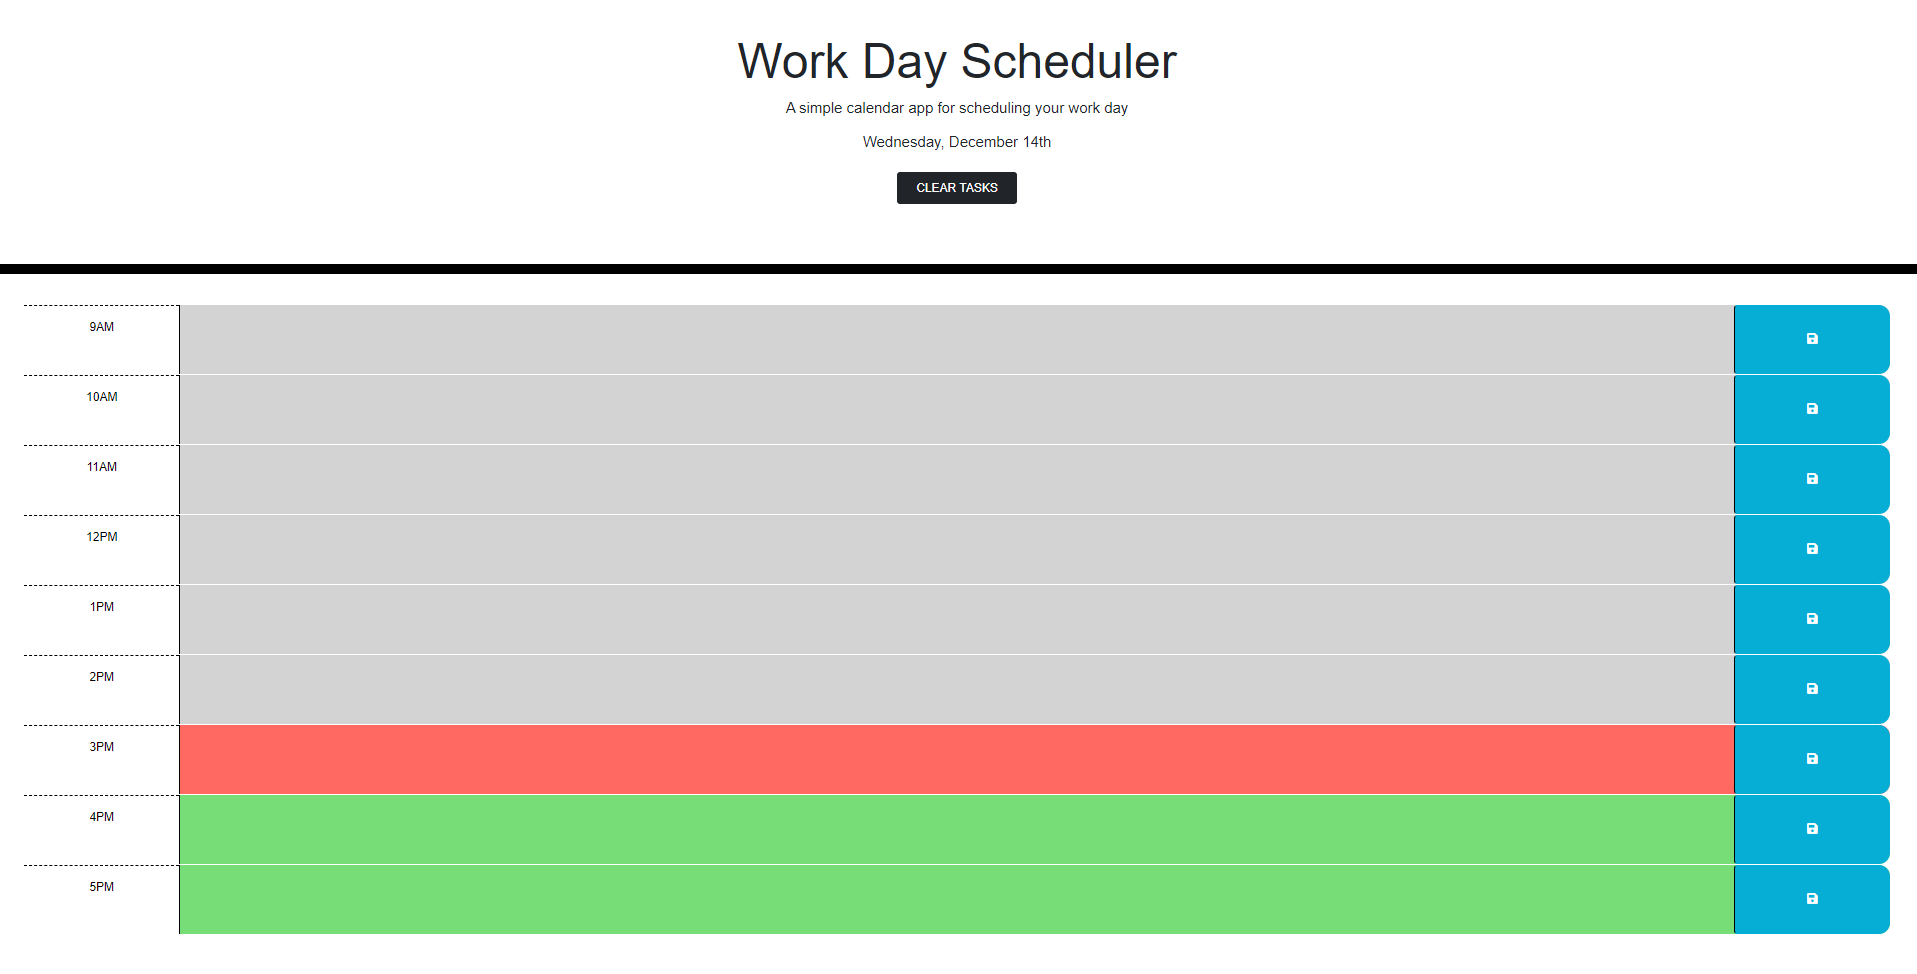 Work Day Scheduler
A simple calendar app for scheduling your work day
Wednesday, December 14th
CLEAR TASKS
9AM
10AM
11AM
12PM
1PM
2PM
3PM
4PM
5PM